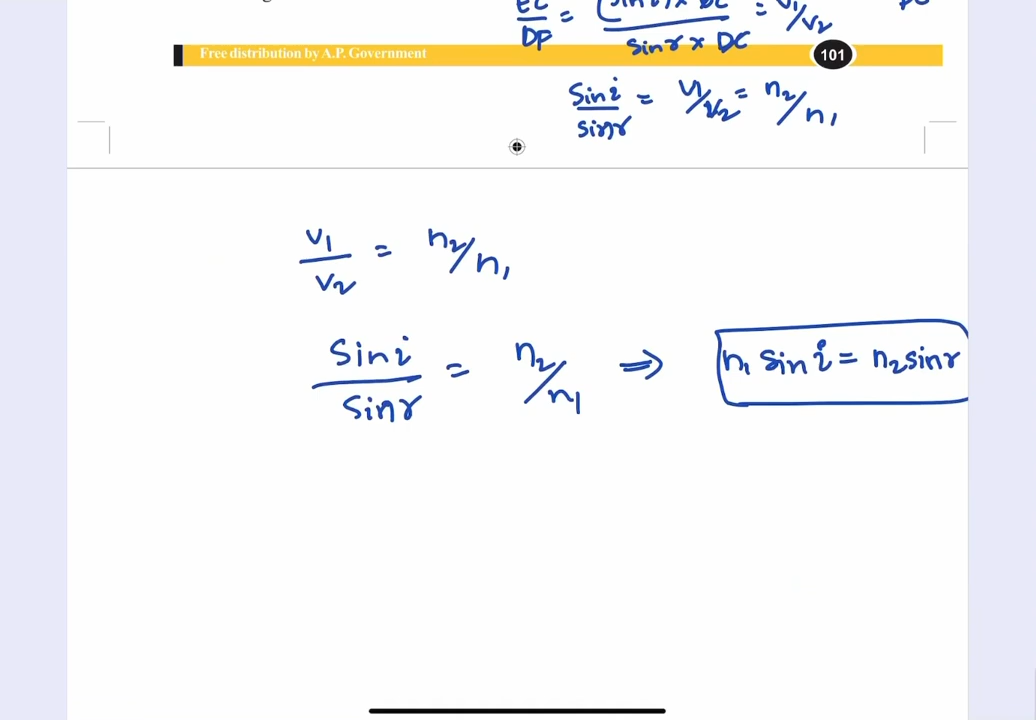 EC/DF = (sin i) x DC / sin r x DC = v1/v2
Free distribution by A.P. Government 101
sin i / sin r = v1/v2 = n2/n1
v1/v2 = n2/n1
sin i / sin r = n2/n1 ⇒ n1 sin i = n2 sin r